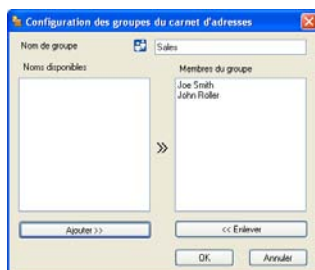 Configuration des groupes du carnet d'adresses
Nom de groupe
Sales
Noms disponibles
Membres du groupe
Joe Smith
John Roller
Ajouter >>
<< Enlever
OK
Annuler